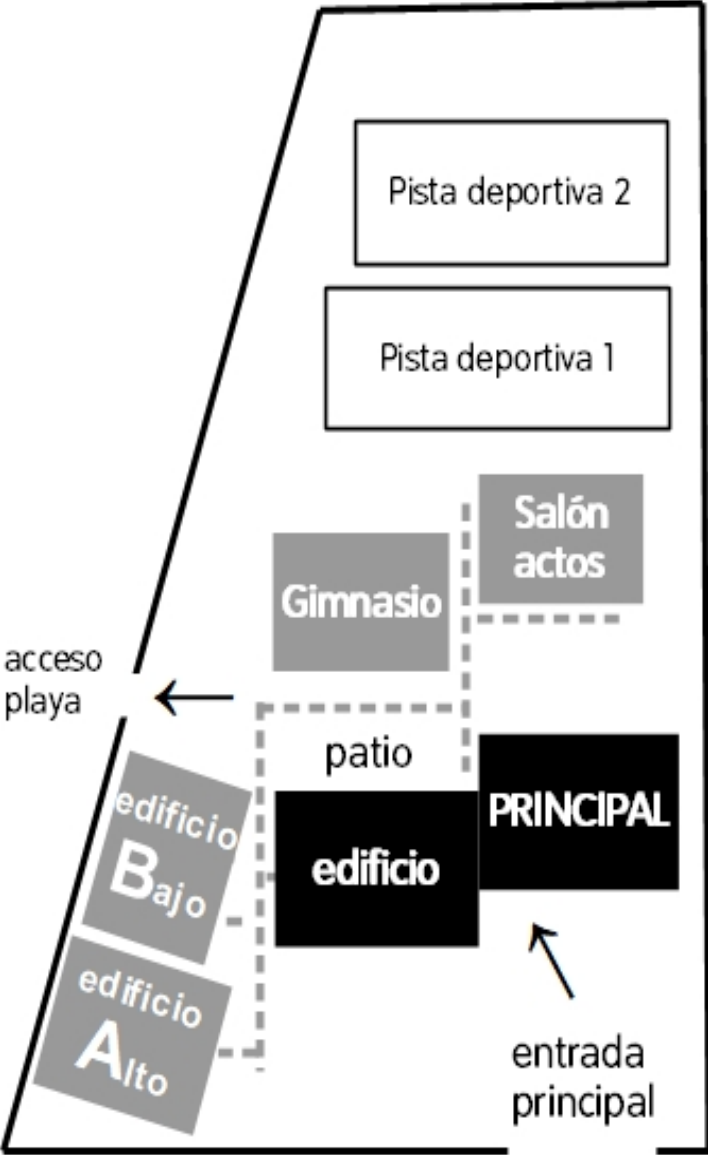 Pista deportiva 2
Pista deportiva 1
Salón
actos
Gimnasio
acceso
playa
patio
PRINCIPAL
edificio
edificio
Bajo
edificio
Alto
entrada
principal